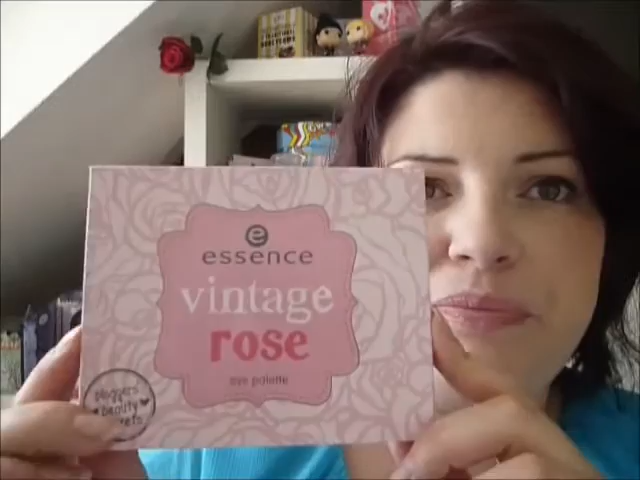 essence
vintage
rose
eye palette
bloggers'
beauty